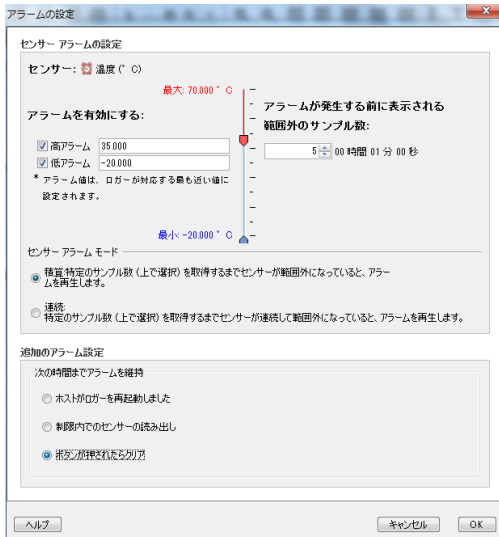 アラームの設定
センサー アラームの設定
センサー: 温度(° C)
最大: 70.000° C
アラームを有効にする:
アラームが発生する前に表示される
範囲外のサンプル数:
高アラーム 35.000
5 00 時間 01 分 00 秒
低アラーム -20.000
* アラーム値は、ロガーが対応する最も近い値に
設定されます。
最小: -20.000° C
センサー アラーム モード
積算:特定のサンプル数(上で選択)を取得するまでセンサーが範囲外になっていると、アラー
ムを再生します。
連続:
特定のサンプル数(上で選択)を取得するまでセンサーが連続して範囲外になっていると、アラームを再生します。
追加のアラーム設定
次の時間までアラームを維持
ホストがロガーを再起動しました
制限内でのセンサーの読み出し
ボタンが押されたらクリア
ヘルプ キャンセル OK